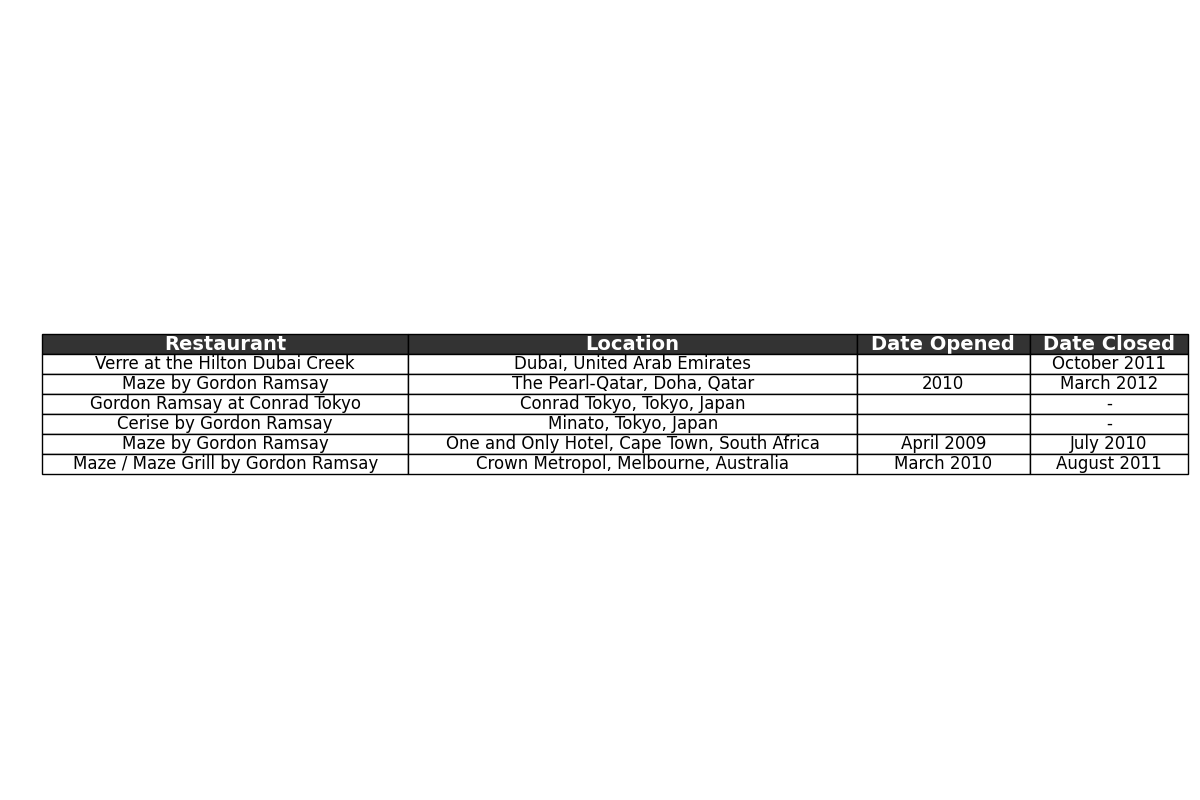 Restaurant Location Date Opened Date Closed
Verre at the Hilton Dubai Creek Dubai, United Arab Emirates October 2011
Maze by Gordon Ramsay The Pearl-Qatar, Doha, Qatar 2010 March 2012
Gordon Ramsay at Conrad Tokyo Conrad Tokyo, Tokyo, Japan -
Cerise by Gordon Ramsay Minato, Tokyo, Japan -
Maze by Gordon Ramsay One and Only Hotel, Cape Town, South Africa April 2009 July 2010
Maze / Maze Grill by Gordon Ramsay Crown Metropol, Melbourne, Australia March 2010 August 2011